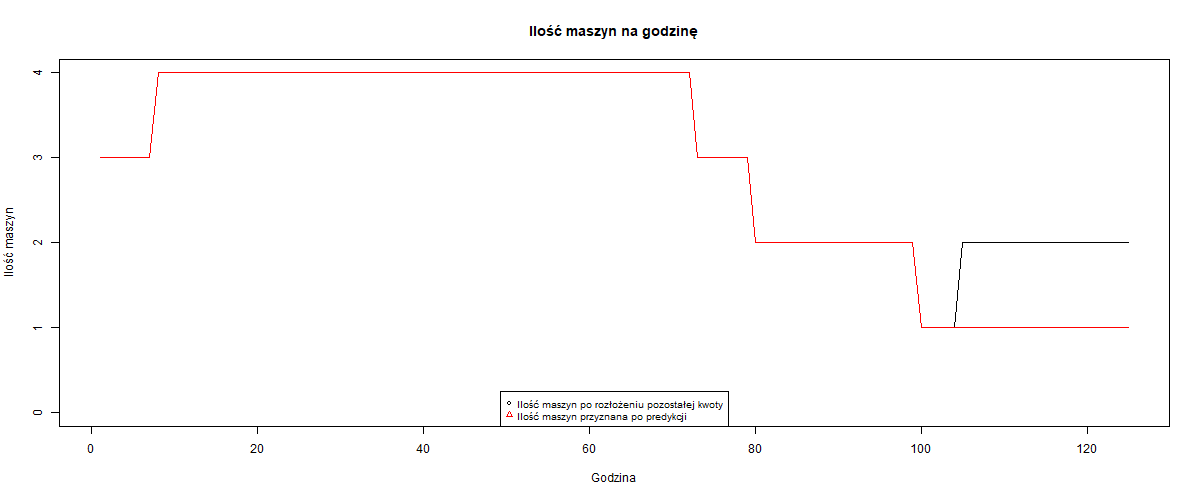 Ilość maszyn na godzinę
Ilość maszyn
4
3
2
1
0
Ilość maszyn po rozłożeniu pozostałej kwoty
Ilość maszyn przyznana po predykcji
0 20 40 60 80 100 120
Godzina